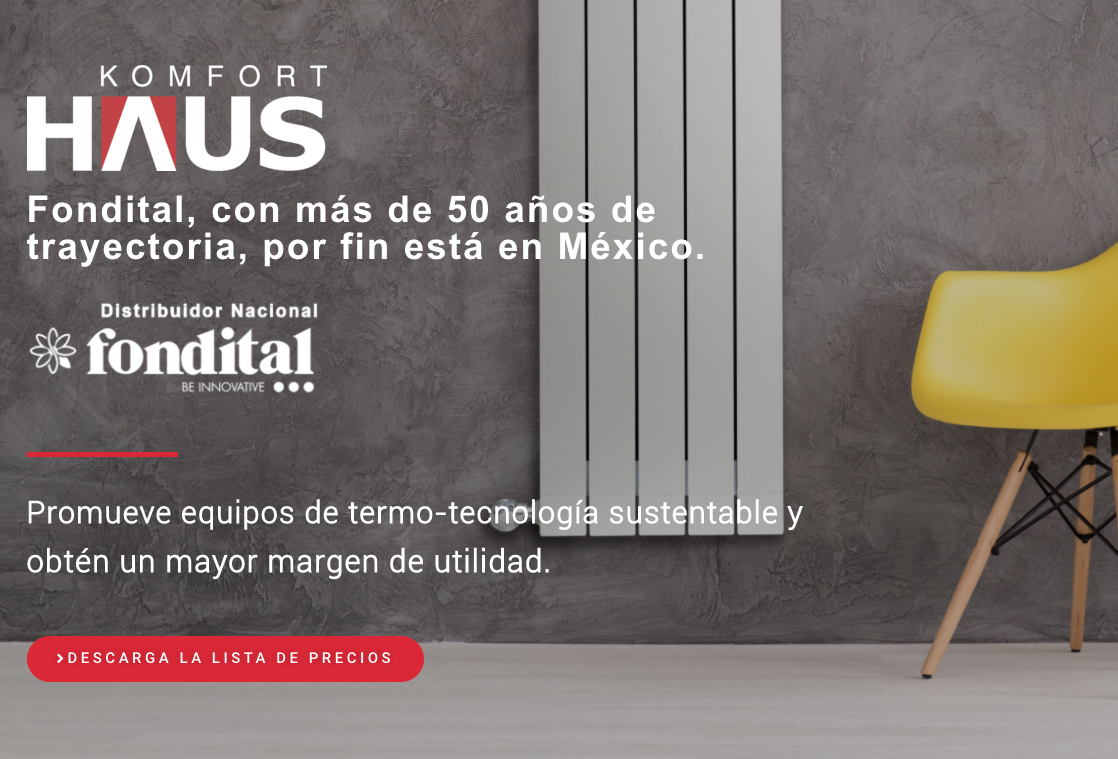 KOMFORT
HAUS
Fondital, con más de 50 años de
trayectoria, por fin está en México.
Distribuidor Nacional
fondital
BE INNOVATIVE
Promueve equipos de termo-tecnología sustentable y
obtén un mayor margen de utilidad.
DESCARGA LA LISTA DE PRECIOS